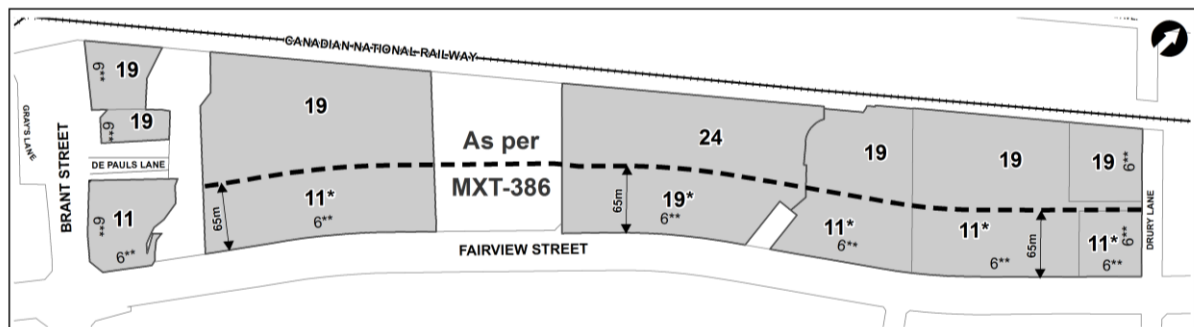 CANADIAN NATIONAL RAILWAY
GRAYS LANE
BRANT STREET
19
6**
19
6**
DE PAULS LANE
11
6**
6**
19
65m
11*
6**
As per
MXT-386
24
65m
19*
6**
19
11*
6**
19
11*
6**
65m
19
6**
11*
6**
6**
DRURY LANE
FAIRVIEW STREET